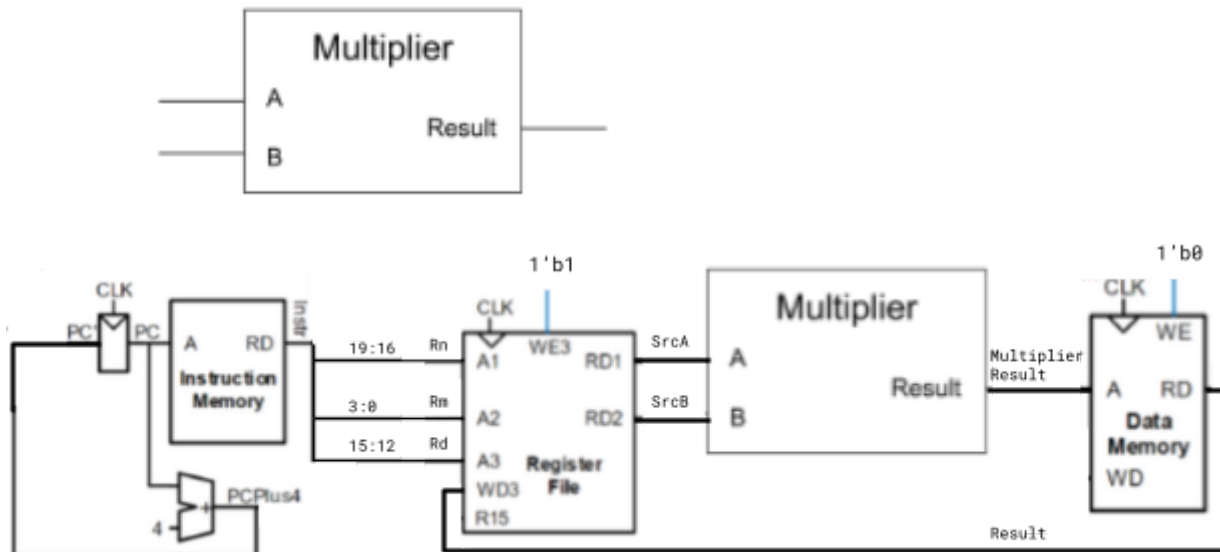 Multiplier
A
Result
B
1'b1
1'b0
CLK
PC'
PC
A
RD
Instruction
Memory
Instr
19:16
Rn
3:0
Rm
15:12
Rd
CLK
WE3
A1
RD1
A2
RD2
A3
Register
File
WD3
R15
SrcA
SrcB
Multiplier
A
Result
B
Multiplier
Result
CLK
WE
A
RD
Data
Memory
WD
4
+
PCPlus4
Result